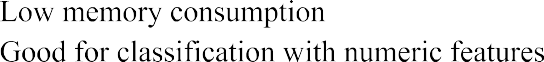 Low memory consumption
Good for classification with numeric features